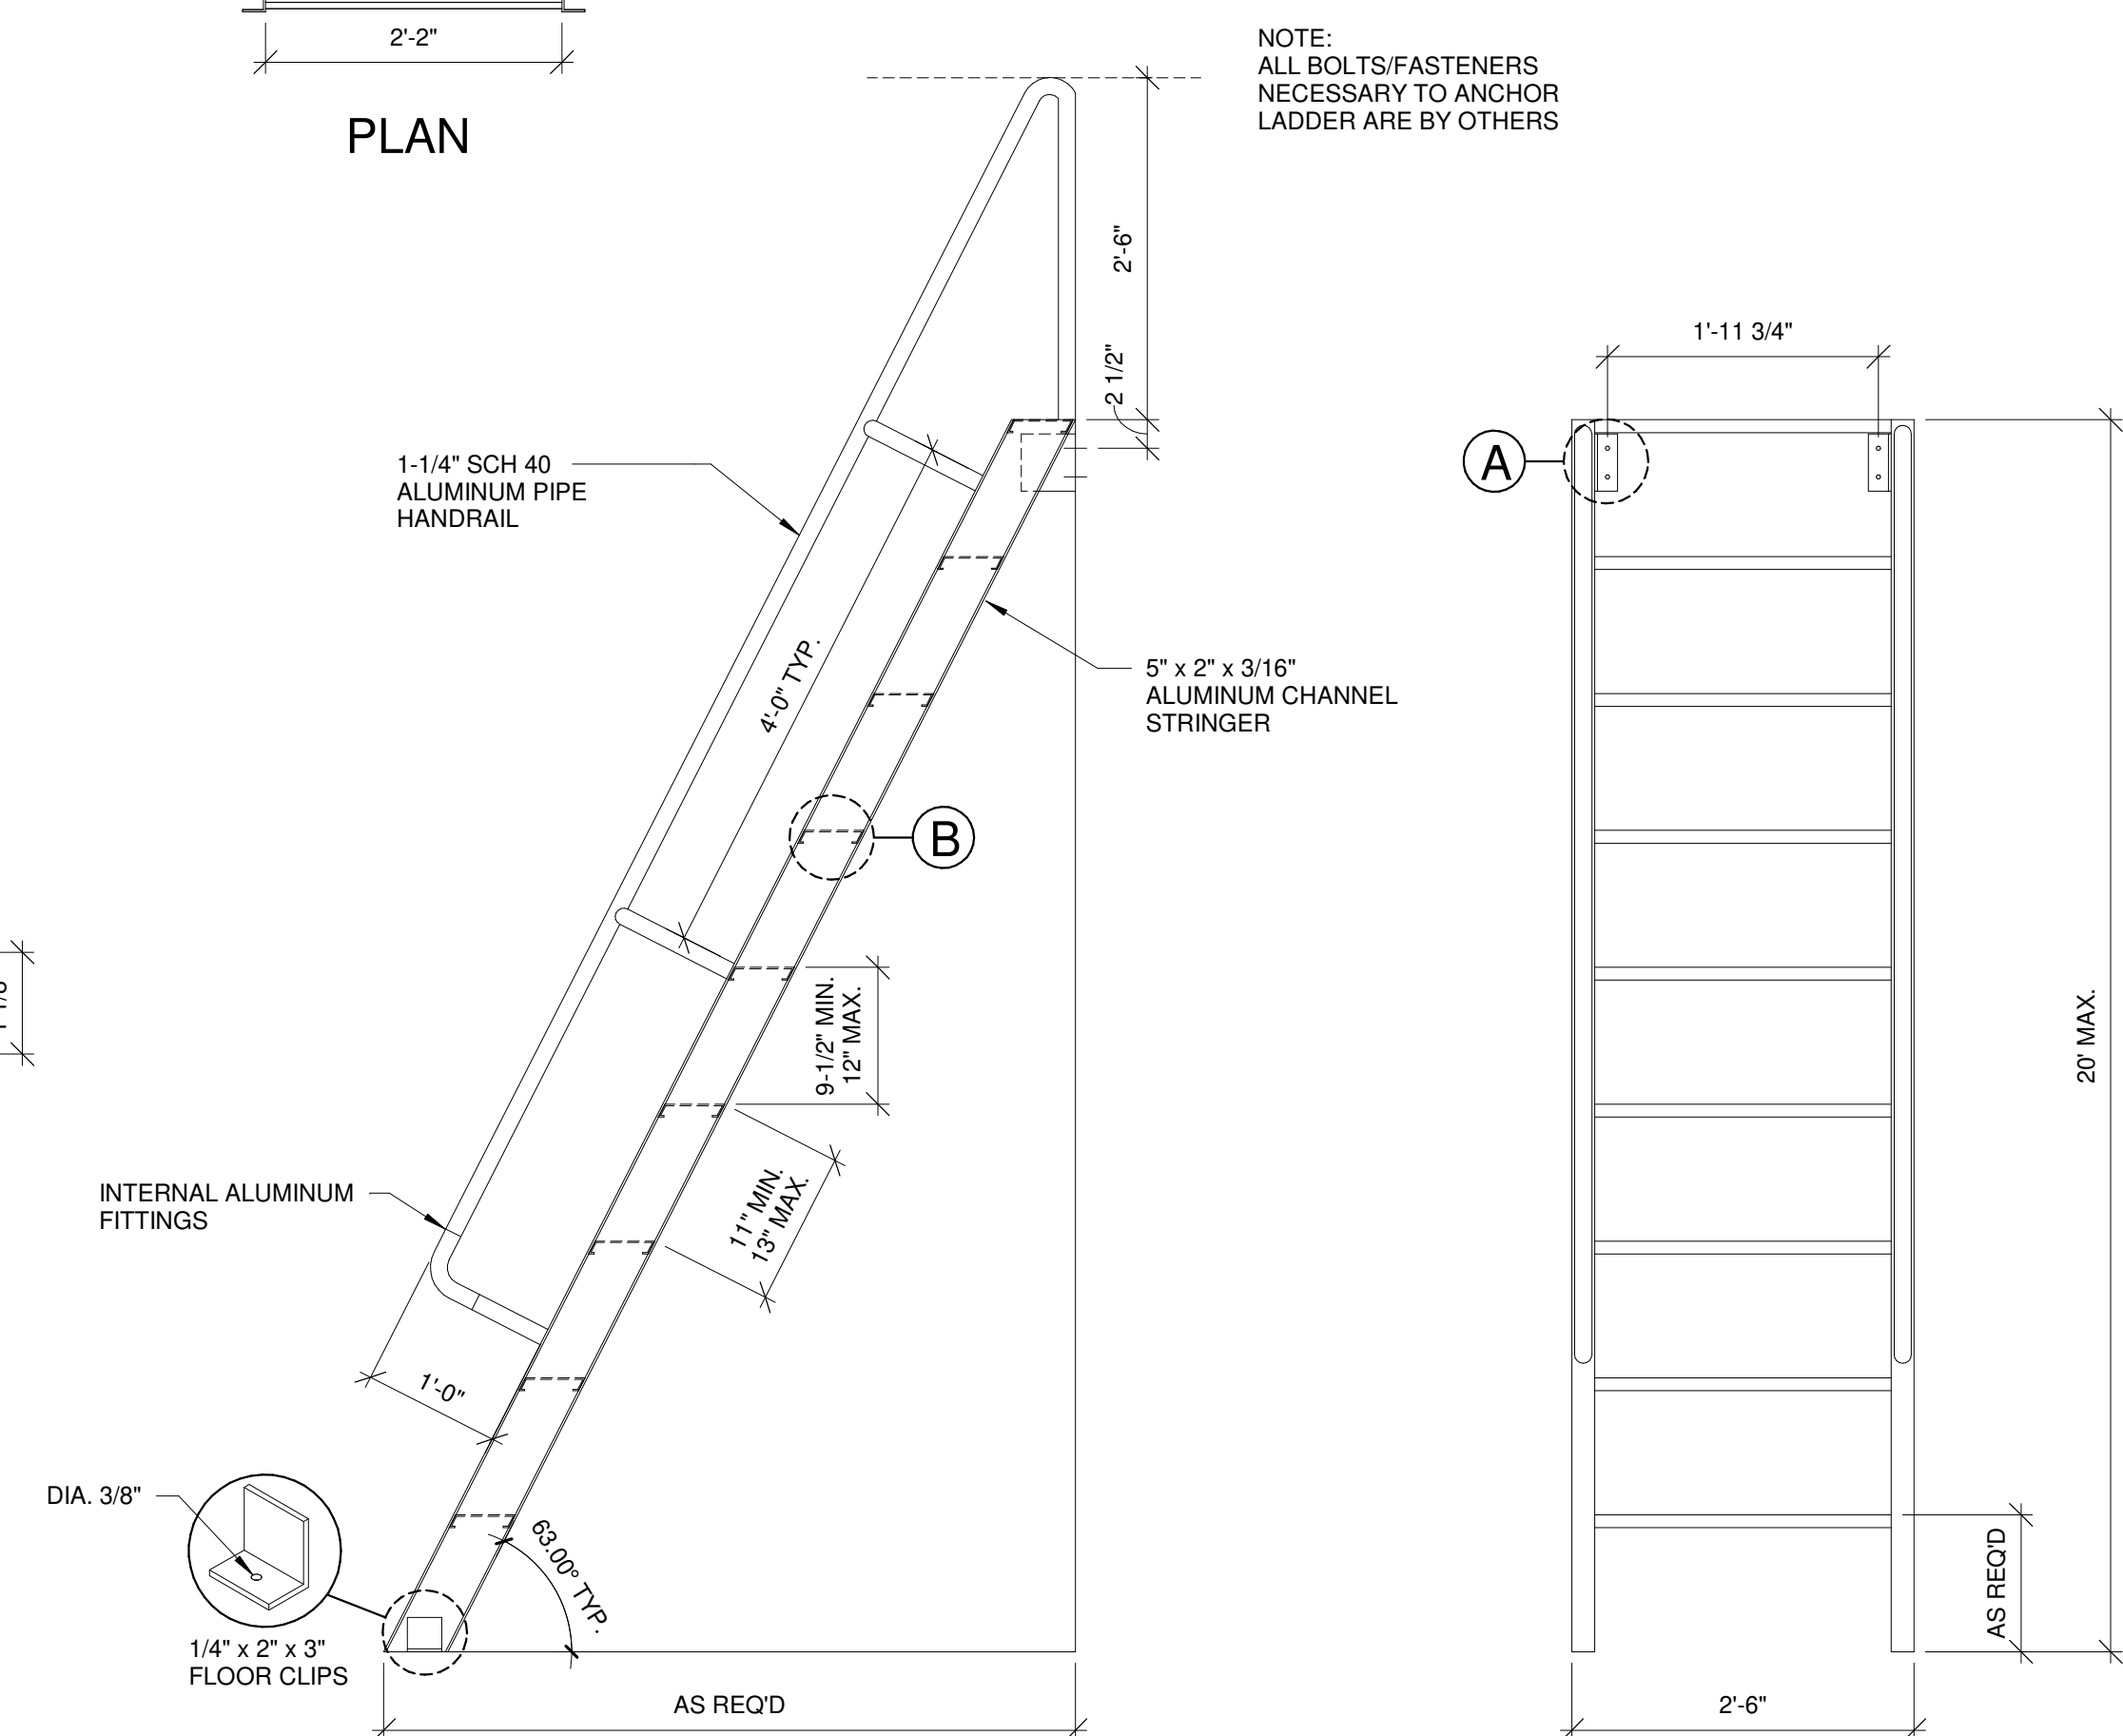 2'-2"
PLAN
NOTE:
ALL BOLTS/FASTENERS
NECESSARY TO ANCHOR
LADDER ARE BY OTHERS
2'-6"
2 1/2"
1'-11 3/4"
A
1-1/4" SCH 40
ALUMINUM PIPE
HANDRAIL
4'-0" TYP.
5" x 2" x 3/16"
ALUMINUM CHANNEL
STRINGER
B
9-1/2" MIN.
12" MAX.
20' MAX.
11" MIN.
13" MAX.
INTERNAL ALUMINUM
FITTINGS
1'-0"
DIA. 3/8"
63.00° TYP.
1/4" x 2" x 3"
FLOOR CLIPS
AS REQ'D
AS REQ'D
2'-6"